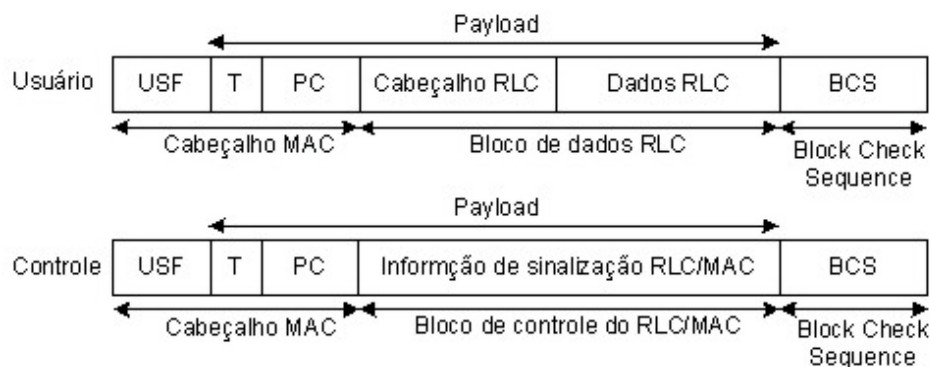 Payload
Usuário USF T PC Cabeçalho RLC Dados RLC BCS
Cabeçalho MAC Bloco de dados RLC Block Check
Sequence
Payload
Controle USF T PC Informção de sinalização RLC/MAC BCS
Cabeçalho MAC Bloco de controle do RLC/MAC Block Check
Sequence